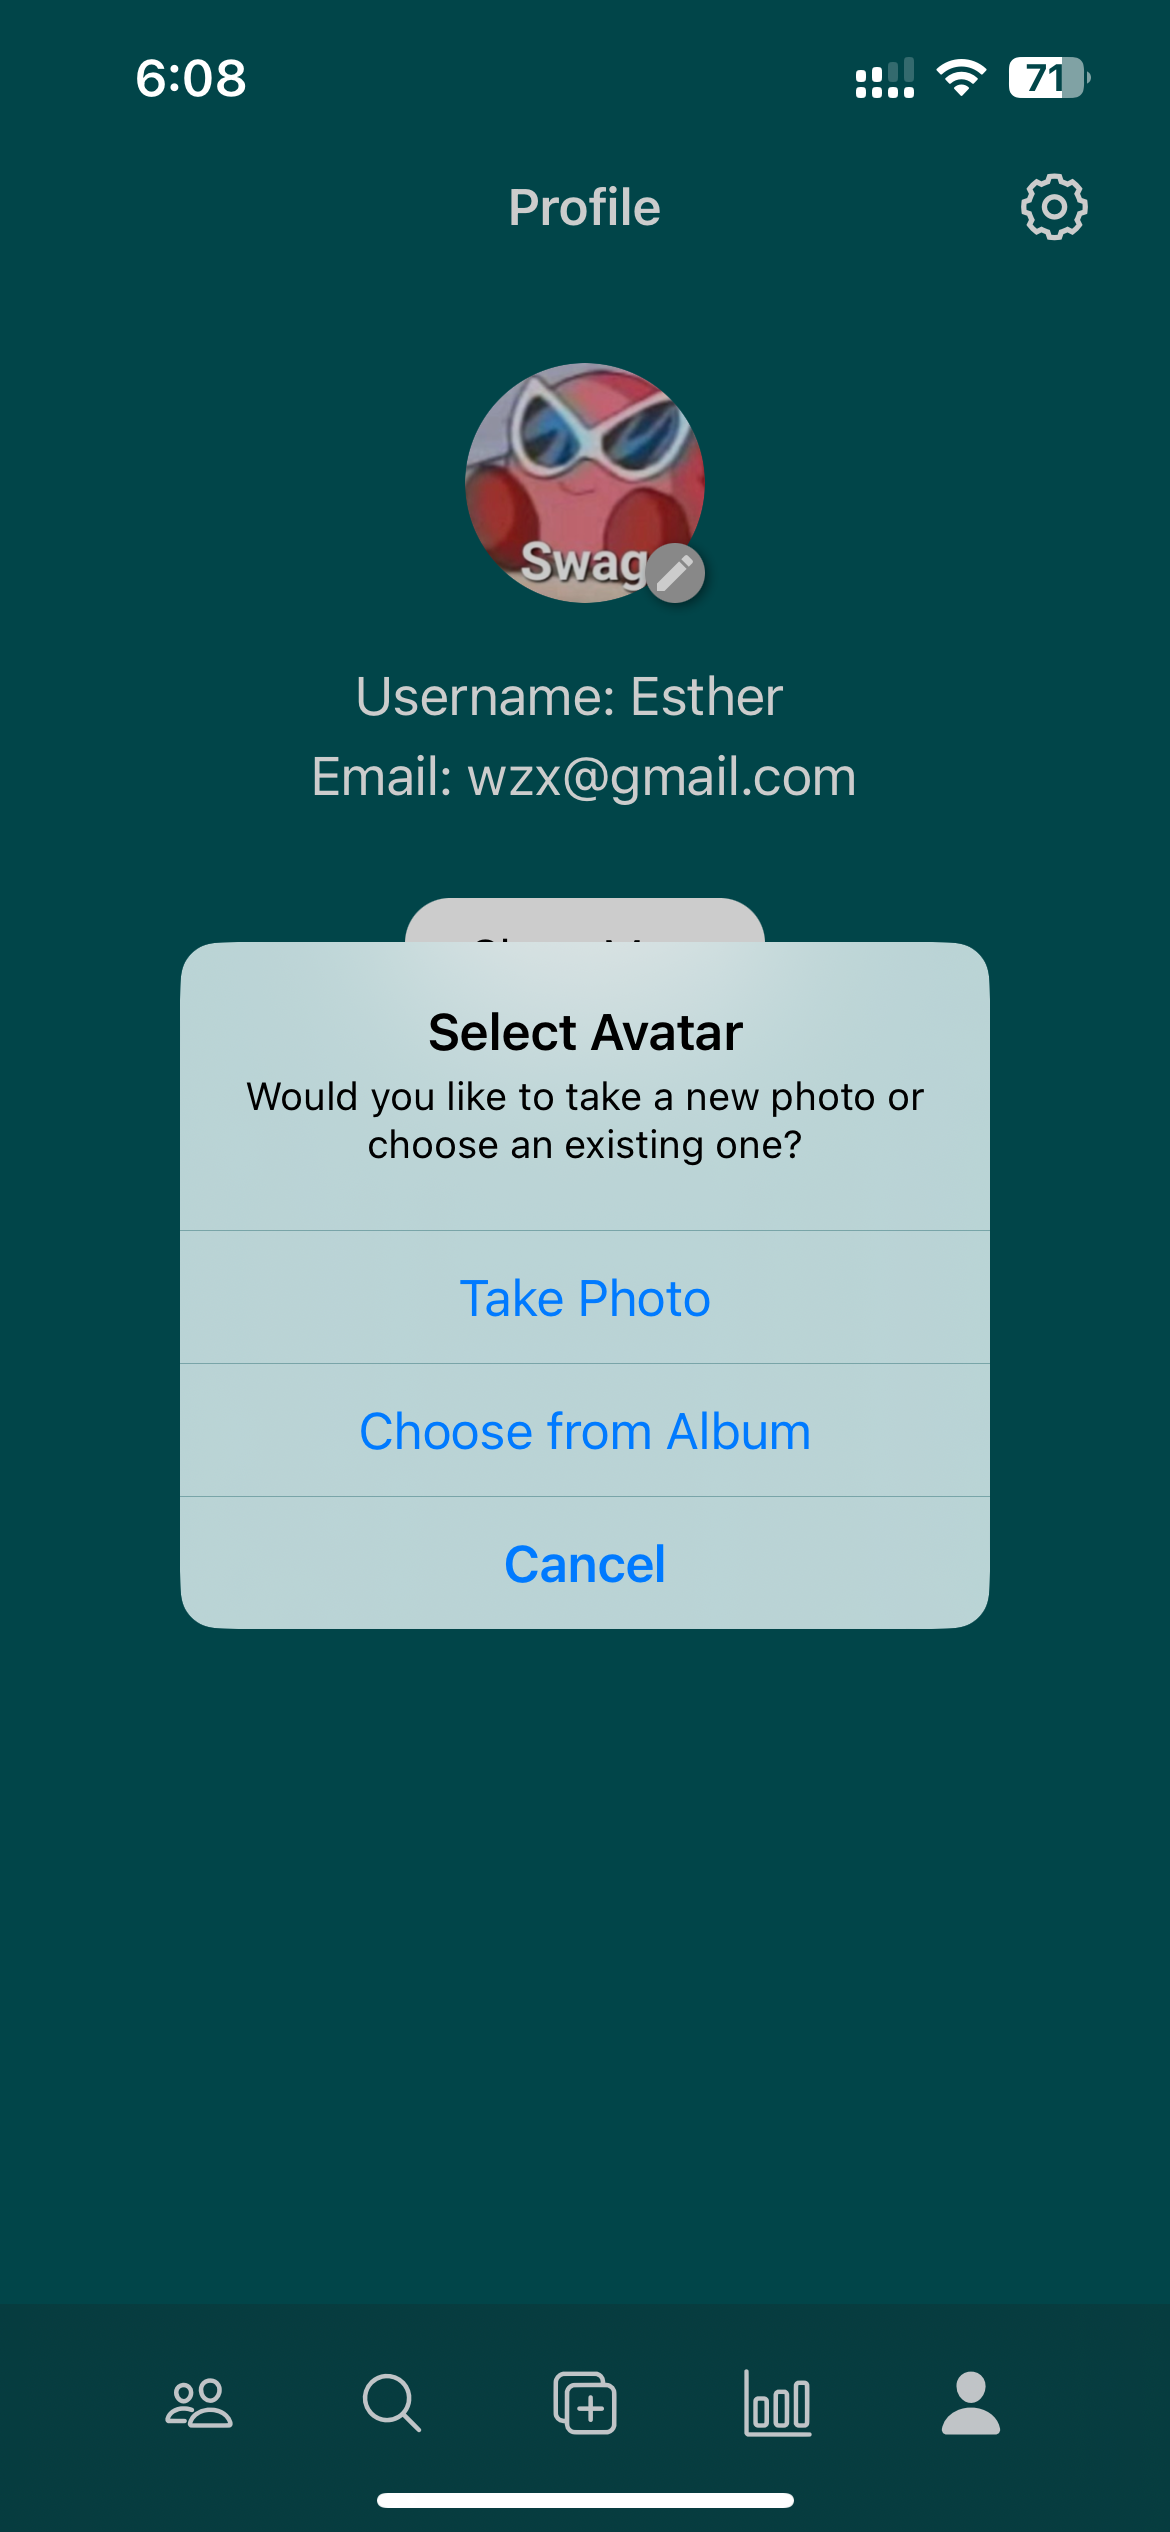 6:08
71
Profile
Swag
Username: Esther
Email: wzx@gmail.com
Select Avatar
Would you like to take a new photo or
choose an existing one?
Take Photo
Choose from Album
Cancel